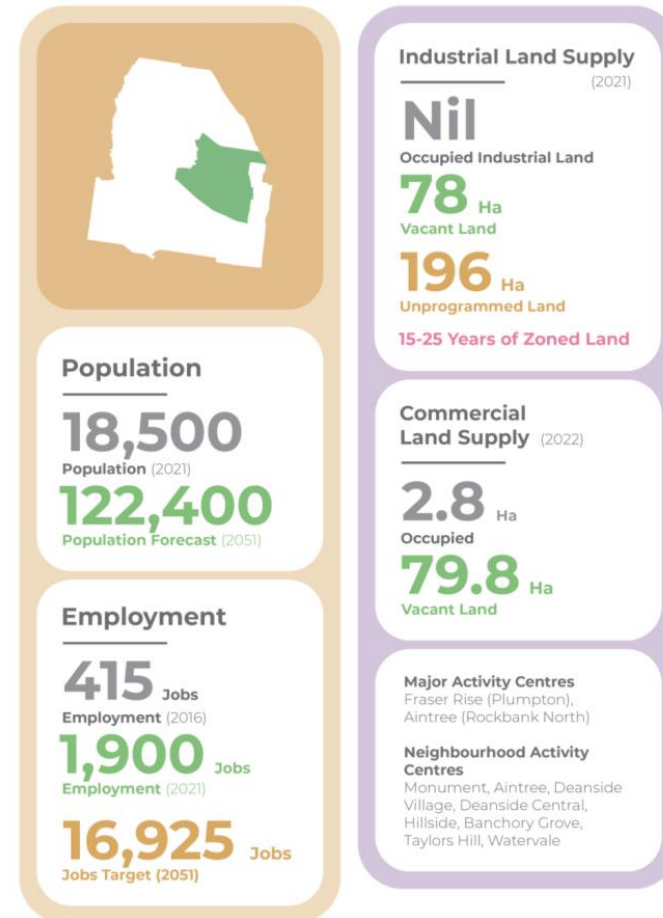 Population
18,500
Population (2021)
122,400
Population Forecast (2051)
Employment
415 Jobs
Employment (2016)
1,900 Jobs
Employment (2021)
16,925 Jobs
Jobs Target (2051)
Industrial Land Supply
(2021)
Nil
Occupied Industrial Land
78 Ha
Vacant Land
196 Ha
Unprogrammed Land
15-25 Years of Zoned Land
Commercial
Land Supply (2022)
2.8 Ha
Occupied
79.8 Ha
Vacant Land
Major Activity Centres
Fraser Rise (Plumpton),
Aintree (Rockbank North)
Neighbourhood Activity
Centres
Monument, Aintree, Deanside
Village, Deanside Central,
Hillside, Banchory Grove,
Taylors Hill, Watervale